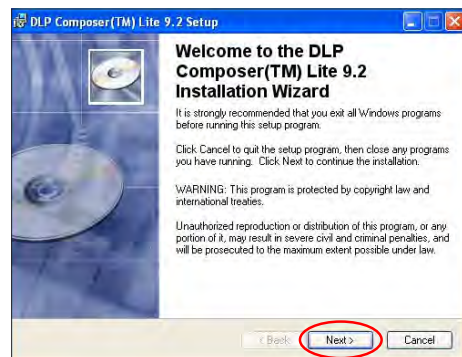 DLP Composer(TM) Lite 9.2 Setup
Welcome to the DLP
Composer(TM) Lite 9.2
Installation Wizard
It is strongly recommended that you exit all Windows programs
before running this setup program.
Click Cancel to quit the setup program, then close any programs
you have running. Click Next to continue the installation.
WARNING: This program is protected by copyright law and
international treaties.
Unauthorized reproduction or distribution of this program, or any
portion of it, may result in severe civil and criminal penalties, and
will be prosecuted to the maximum extent possible under law.
< Back Next > Cancel